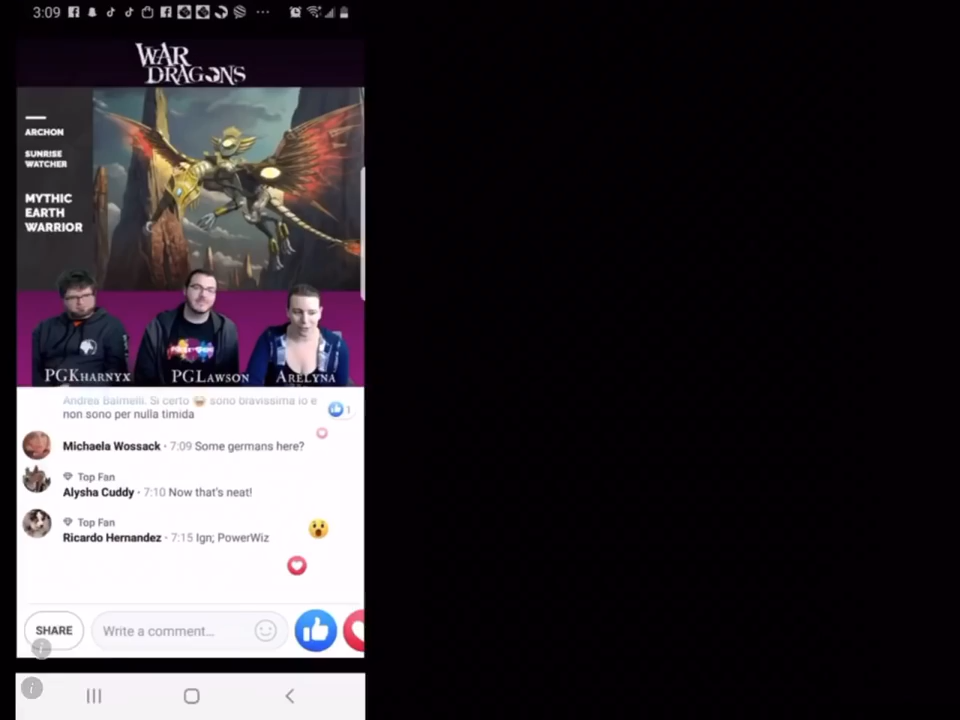 3:09
WAR
DRAGONS
ARCHON
SUNRISE
WATCHER
MYTHIC
EARTH
WARRIOR
PGKHARNYX
PGLAWSON
ARELYNA
Andrea Balmelli. Si certo 😂 sono bravissima io e
non sono per nulla timida
1
Michaela Wossack · 7:09 Some germans here?
Top Fan
Alysha Cuddy · 7:10 Now that's neat!
Top Fan
Ricardo Hernandez · 7:15 Ign; PowerWiz
SHARE
Write a comment...